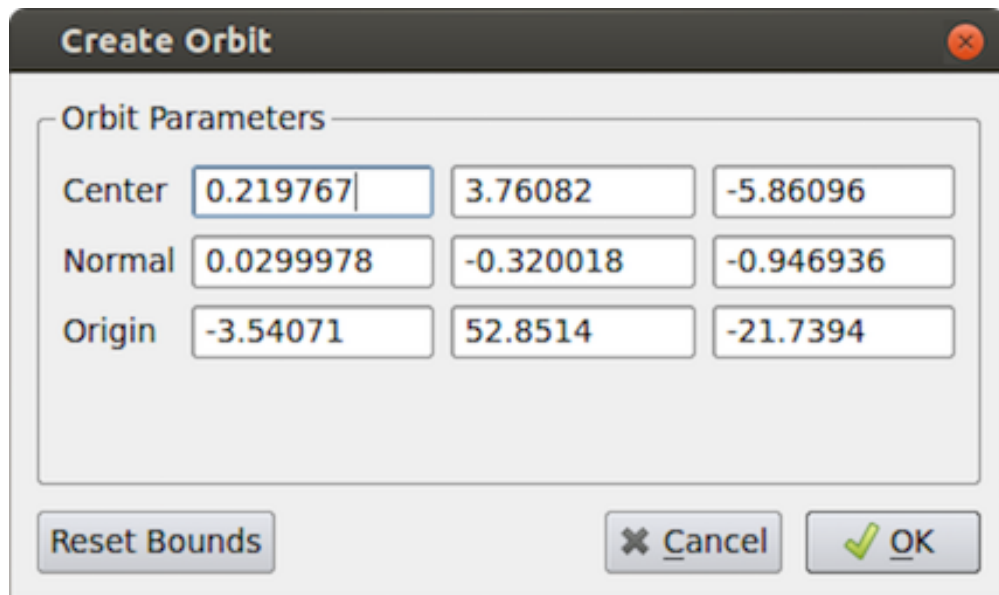 Create Orbit
Orbit Parameters
Center 0.219767 3.76082 -5.86096
Normal 0.0299978 -0.320018 -0.946936
Origin -3.54071 52.8514 -21.7394
Reset Bounds Cancel OK